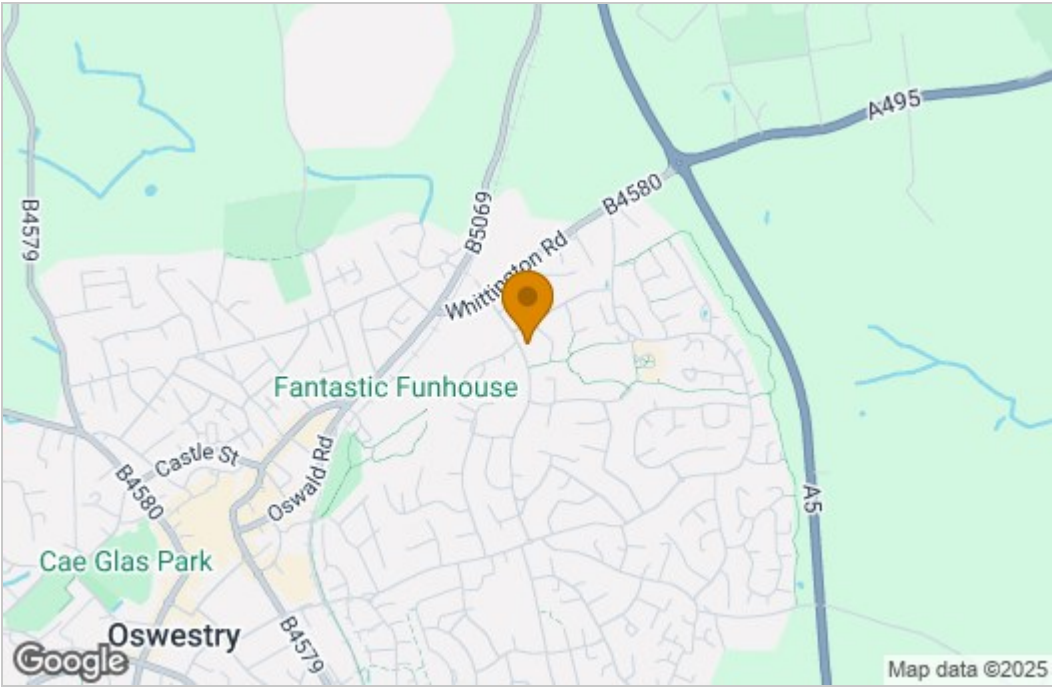 A495
B4580
B4579
B5069
Whittington Rd
Fantastic Funhouse
Castle St
Oswald Rd
B4580
A5
Cae Glas Park
Oswestry
B4579
Google
Map data ©2025